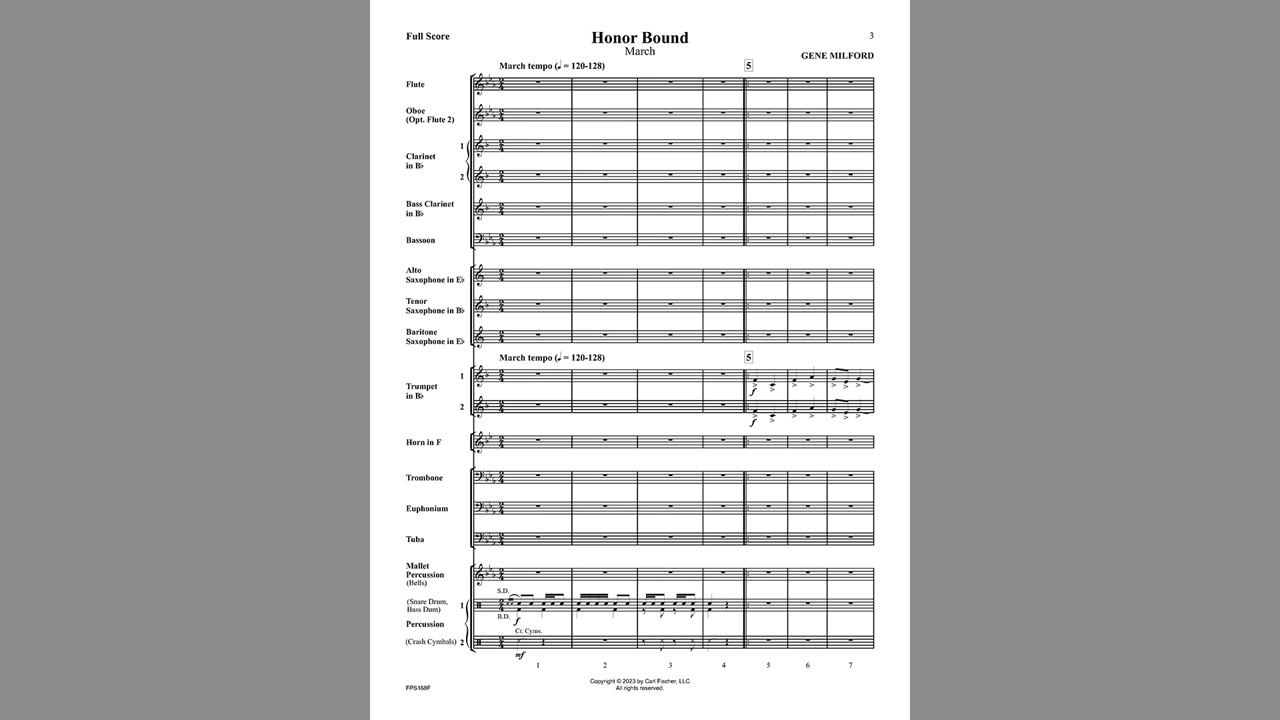 Full Score
Honor Bound
3
March
GENE MILFORD
March tempo (♩ = 120-128)
5
Flute
Oboe
(Opt. Flute 2)
1
Clarinet
in B♭
2
Bass Clarinet
in B♭
Bassoon
Alto
Saxophone in E♭
Tenor
Saxophone in B♭
Baritone
Saxophone in E♭
March tempo (♩ = 120-128)
5
1
Trumpet
in B♭
f
2
f
Horn in F
Trombone
Euphonium
Tuba
Mallet
Percussion
(Bells)
S.D.
(Snare Drum,
Bass Dum)
1
B.D.
f
Percussion
Cr. Cyms.
(Crash Cymbals) 2
mf
1 2 3 4 5 6 7
Copyright © 2023 by Carl Fischer, LLC
All rights reserved.
FPS168F